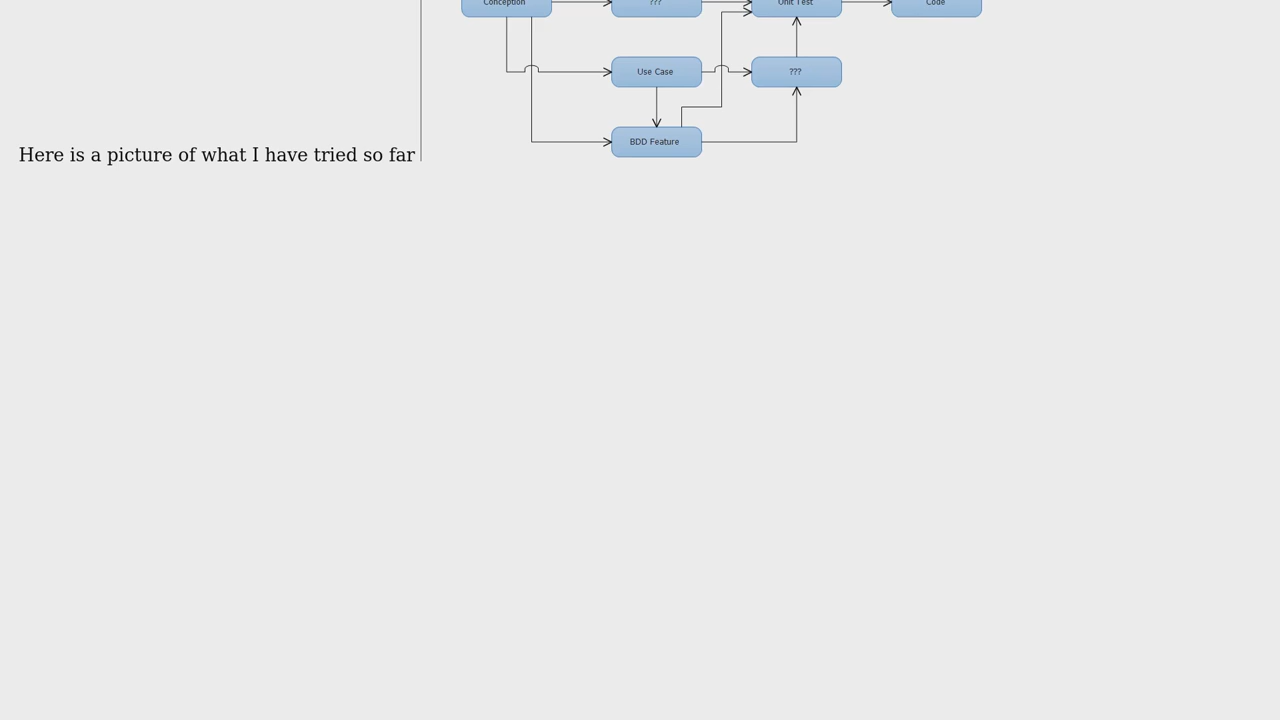 Conception
???
Unit Test
Code
Use Case
???
BDD Feature
Here is a picture of what I have tried so far